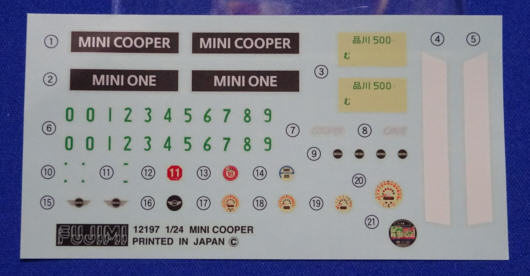 ① MINI COOPER MINI COOPER 品川 500 ④ ⑤
む
② MINI ONE MINI ONE ③ 品川 500
む
0 0 1 2 3 4 5 6 7 8 9
⑥ ⑦ COOPER ⑧
0 0 1 2 3 4 5 6 7 8 9
⑨
⑩ ⑪ ⑫ 11 ⑬ ⑭
⑮ ⑯ ⑰ ⑱ ⑲ ⑳
㉑
FUJIMI 12197 1/24 MINI COOPER
PRINTED IN JAPAN ©